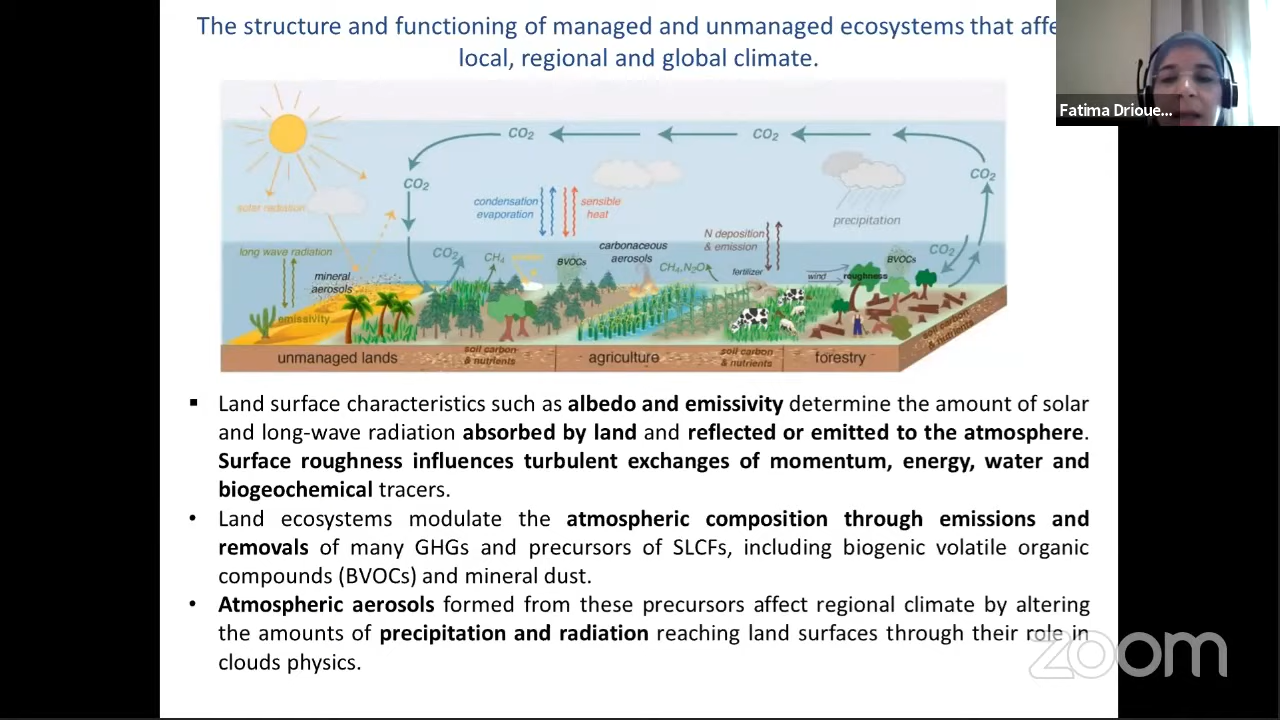 The structure and functioning of managed and unmanaged ecosystems that affe
local, regional and global climate.
Fatima Drioue...
CO2
CO2
CO2
CO2
solar radiation
condensation
evaporation
sensible
heat
precipitation
long wave radiation
mineral
aerosols
emissivity
CO2
CH4
BVOCs
carbonaceous
aerosols
CH4,N2O
N deposition
& emission
fertilizer
wind
roughness
BVOCs
CO2
unmanaged lands
soil carbon
& nutrients
agriculture
soil carbon
& nutrients
forestry
soil carbon
& nutrients
▪ Land surface characteristics such as albedo and emissivity determine the amount of solar
and long-wave radiation absorbed by land and reflected or emitted to the atmosphere.
Surface roughness influences turbulent exchanges of momentum, energy, water and
biogeochemical tracers.
• Land ecosystems modulate the atmospheric composition through emissions and
removals of many GHGs and precursors of SLCFs, including biogenic volatile organic
compounds (BVOCs) and mineral dust.
• Atmospheric aerosols formed from these precursors affect regional climate by altering
the amounts of precipitation and radiation reaching land surfaces through their role in
clouds physics.
zoom